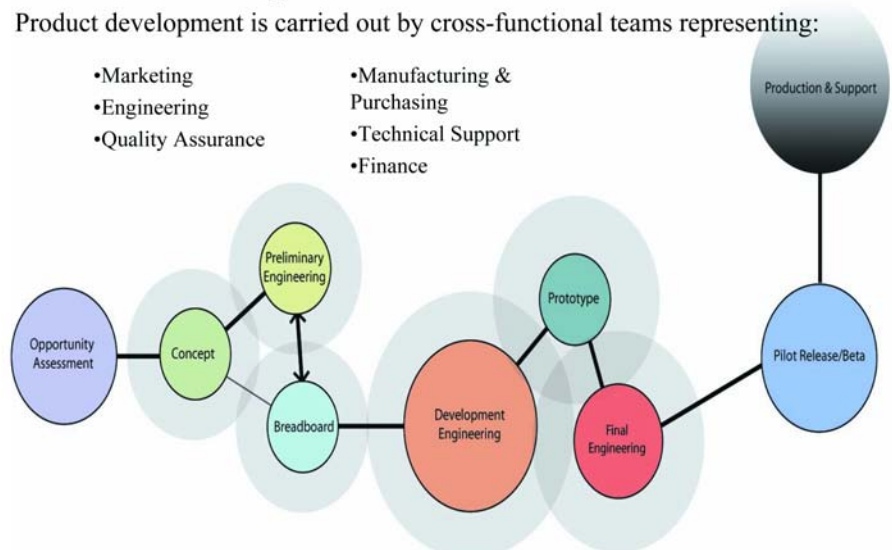 Product development is carried out by cross-functional teams representing:
•Marketing
•Engineering
•Quality Assurance
•Manufacturing &
Purchasing
•Technical Support
•Finance
Production & Support
Preliminary
Engineering
Prototype
Opportunity
Assessment
Concept
Pilot Release/Beta
Breadboard
Development
Engineering
Final
Engineering